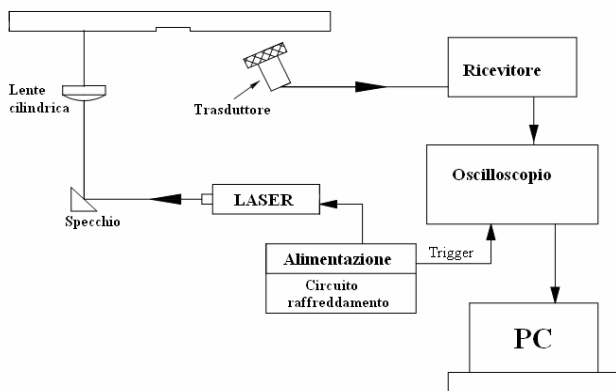 Ricevitore
Lente
cilindrica
Trasduttore
Oscilloscopio
LASER
Specchio
Alimentazione
Trigger
Circuito
raffreddamento
PC